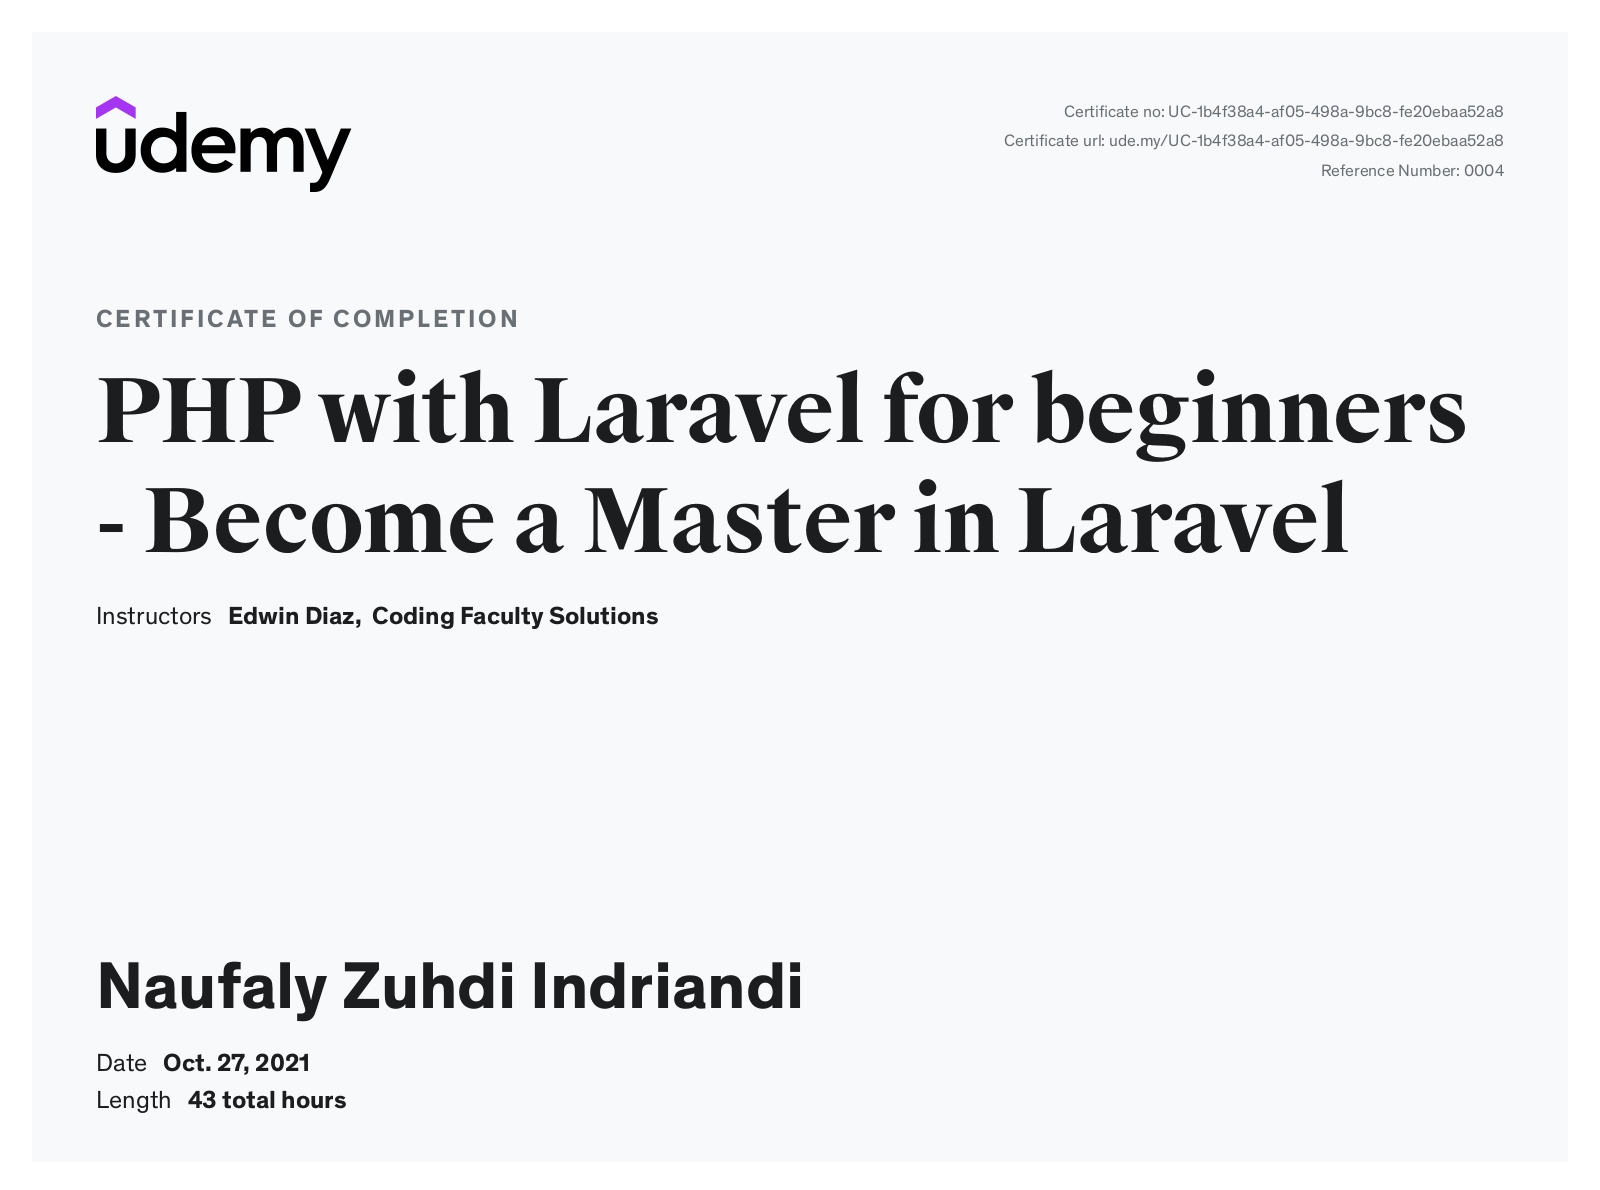 udemy
Certificate no: UC-1b4f38a4-af05-498a-9bc8-fe20ebaa52a8
Certificate url: ude.my/UC-1b4f38a4-af05-498a-9bc8-fe20ebaa52a8
Reference Number: 0004
CERTIFICATE OF COMPLETION
PHP with Laravel for beginners
- Become a Master in Laravel
Instructors Edwin Diaz, Coding Faculty Solutions
Naufaly Zuhdi Indriandi
Date Oct. 27, 2021
Length 43 total hours